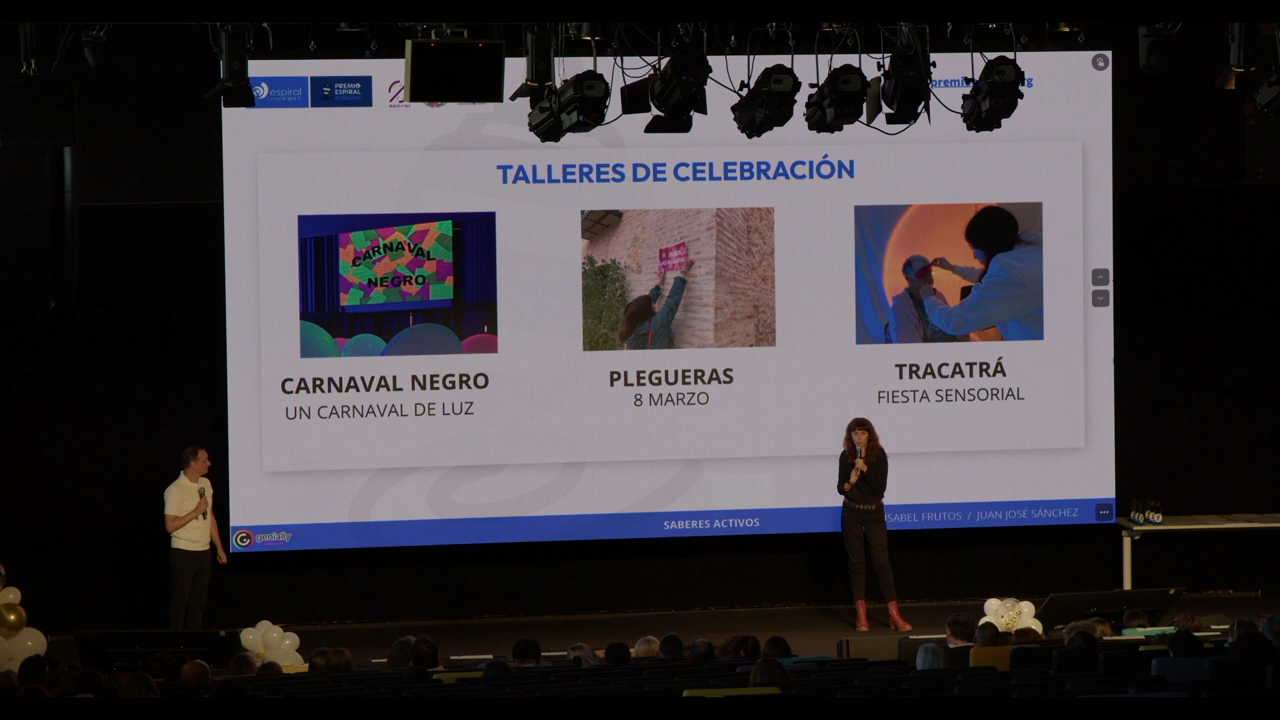 espiral
PREMIO
ESPIRAL
TALLERES DE CELEBRACIÓN
CARNAVAL
NEGRO
CARNAVAL NEGRO
UN CARNAVAL DE LUZ
PLEGUERAS
8 MARZO
TRACATRÁ
FIESTA SENSORIAL
genially
SABERES ACTIVOS
ISABEL FRUTOS / JUAN JOSÉ SÁNCHEZ